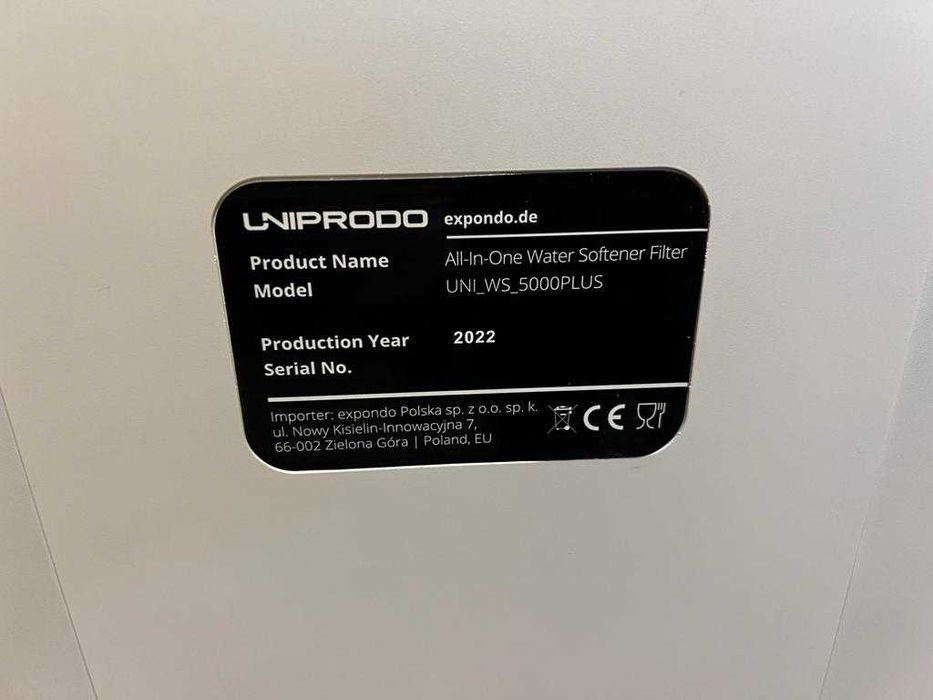 UNIPRODO expondo.de
Product Name All-In-One Water Softener Filter
Model UNI_WS_5000PLUS
Production Year 2022
Serial No.
Importer: expondo Polska sp. z o.o. sp. k.
ul. Nowy Kisielin-Innowacyjna 7,
66-002 Zielona Góra | Poland, EU
CE